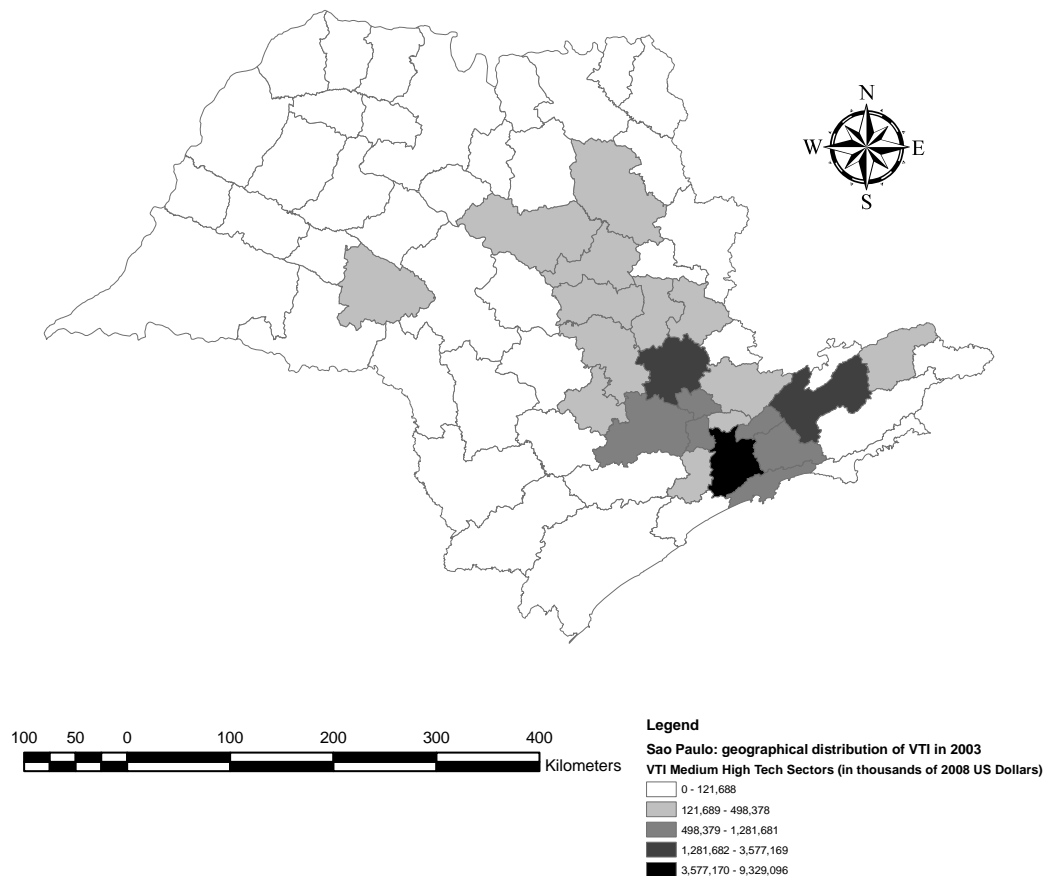 N
W E
S
100 50 0 100 200 300 400
Kilometers
Legend
Sao Paulo: geographical distribution of VTI in 2003
VTI Medium High Tech Sectors (in thousands of 2008 US Dollars)
0 - 121,688
121,689 - 498,378
498,379 - 1,281,681
1,281,682 - 3,577,169
3,577,170 - 9,329,096